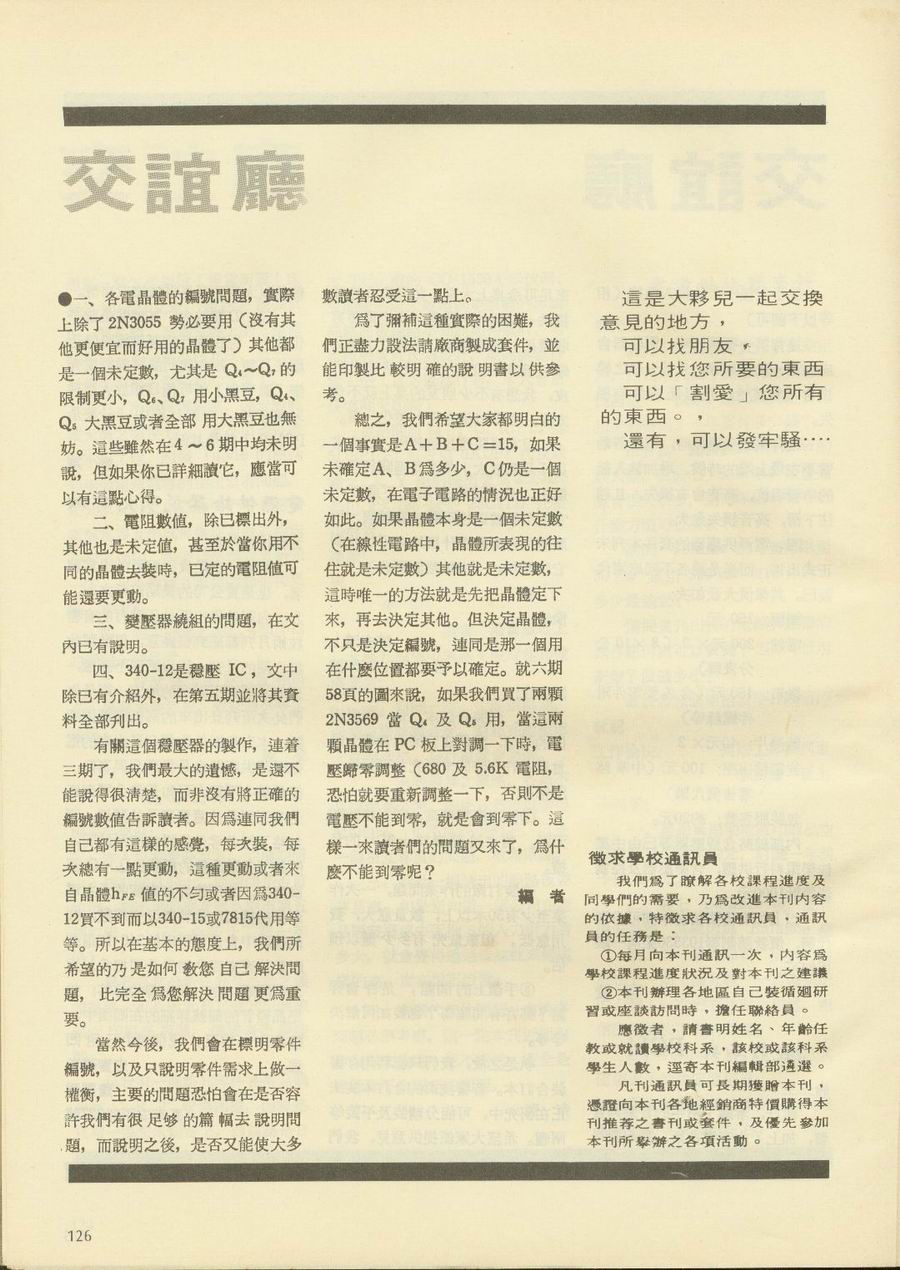 交誼廳
●一、各電晶體的編號問題，實際
上除了2N3055 勢必要用（沒有其
他更便宜而好用的晶體了）其他都
是一個未定數，尤其是 Q₄～Q₇的
限制更小，Q₆、Q₇ 用小黑豆，Q₄、
Q₅ 大黑豆或者全部 用大黑豆也無
妨。這些雖然在4 ～6 期中均未明
說，但如果你已詳細讀它，應當可
以有這點心得。
二、電阻數值，除已標出外，
其他也是未定值，甚至於當你用不
同的晶體去裝時，已定的電阻値可
能還要更動。
三、變壓器繞組的問題，在文
內已有說明。
四、340-12是穩壓 IC，文中
除已有介紹外，在第五期並將其資
料全部刋出。
有關這個穩壓器的製作，連着
三期了，我們最大的遺憾，是還不
能說得很淸楚，而非沒有將正確的
編號數值告訴讀者。因爲連同我們
自己都有這樣的感覺，每次裝，每
次總有一點更動，這種更動或者來
自晶體hFE 値的不匀或者因爲340-
12買不到而以340-15或7815代用等
等。所以在基本的態度上，我們所
希望的乃 是如何 敎您 自己 解決問
題， 比完全 爲您解決 問題 更爲重
要。
當然今後，我們會在標明零件
編號，以及只說明零件需求上做一
權衡，主要的問題恐怕會在是否容
許我們有很 足够 的篇 幅去 說明問
題，而說明之後，是否又能使大多
數讀者忍受這一點上。
爲了彌補這種實際的困難，我
們正盡力設法請廠商製成套件，並
能印製比 較明 確的說 明書以 供參
考。
總之，我們希望大家都明白的
一個事實是A＋B＋C＝15，如果
未確定A、B爲多少，C仍是一個
未定數，在電子電路的情況也正好
如此。如果晶體本身是一個未定數
（在線性電路中，晶體所表現的往
往就是未定數）其他就是未定數，
這時唯一的方法就是先把晶體定下
來，再去決定其他。但決定晶體，
不只是決定編號，連同是那一個用
在什麽位置都要予以確定。就六期
58頁的圖來說，如果我們買了兩顆
2N3569 當 Q₄ 及 Q₅ 用，當這兩
顆晶體在 PC 板上對調一下時，電
壓歸零調整（680 及 5.6K 電阻，
恐怕就要重新調整一下，否則不是
電壓不能到零，就是會到零下。這
樣一來讀者們的問題又來了，爲什
麽不能到零呢？
編 者
這是大夥兒一起交換
意見的地方，
可以找朋友，
可以找您所要的東西
可以「割愛」您所有
的東西。，
還有，可以發牢騷‥‥
徵求學校通訊員
我們爲了瞭解各校課程進度及
同學們的需要，乃爲改進本刊內容
的依據，特徵求各校通訊員，通訊
員的任務是：
①每月向本刊通訊一次，內容爲
學校課程進度狀況及對本刊之建議
②本刊辦理各地區自己裝循廻研
習或座談訪問時，擔任聯絡員。
應徵者，請書明姓名、年齡任
敎或就讀學校科系，該校或該科系
學生人數，逕寄本刊編輯部遴選。
凡刊通訊員可長期獲贈本刊，
憑證向本刊各地經銷商特價購得本
刊推荐之書刊或套件，及優先參加
本刊所舉辦之各項活動。
126